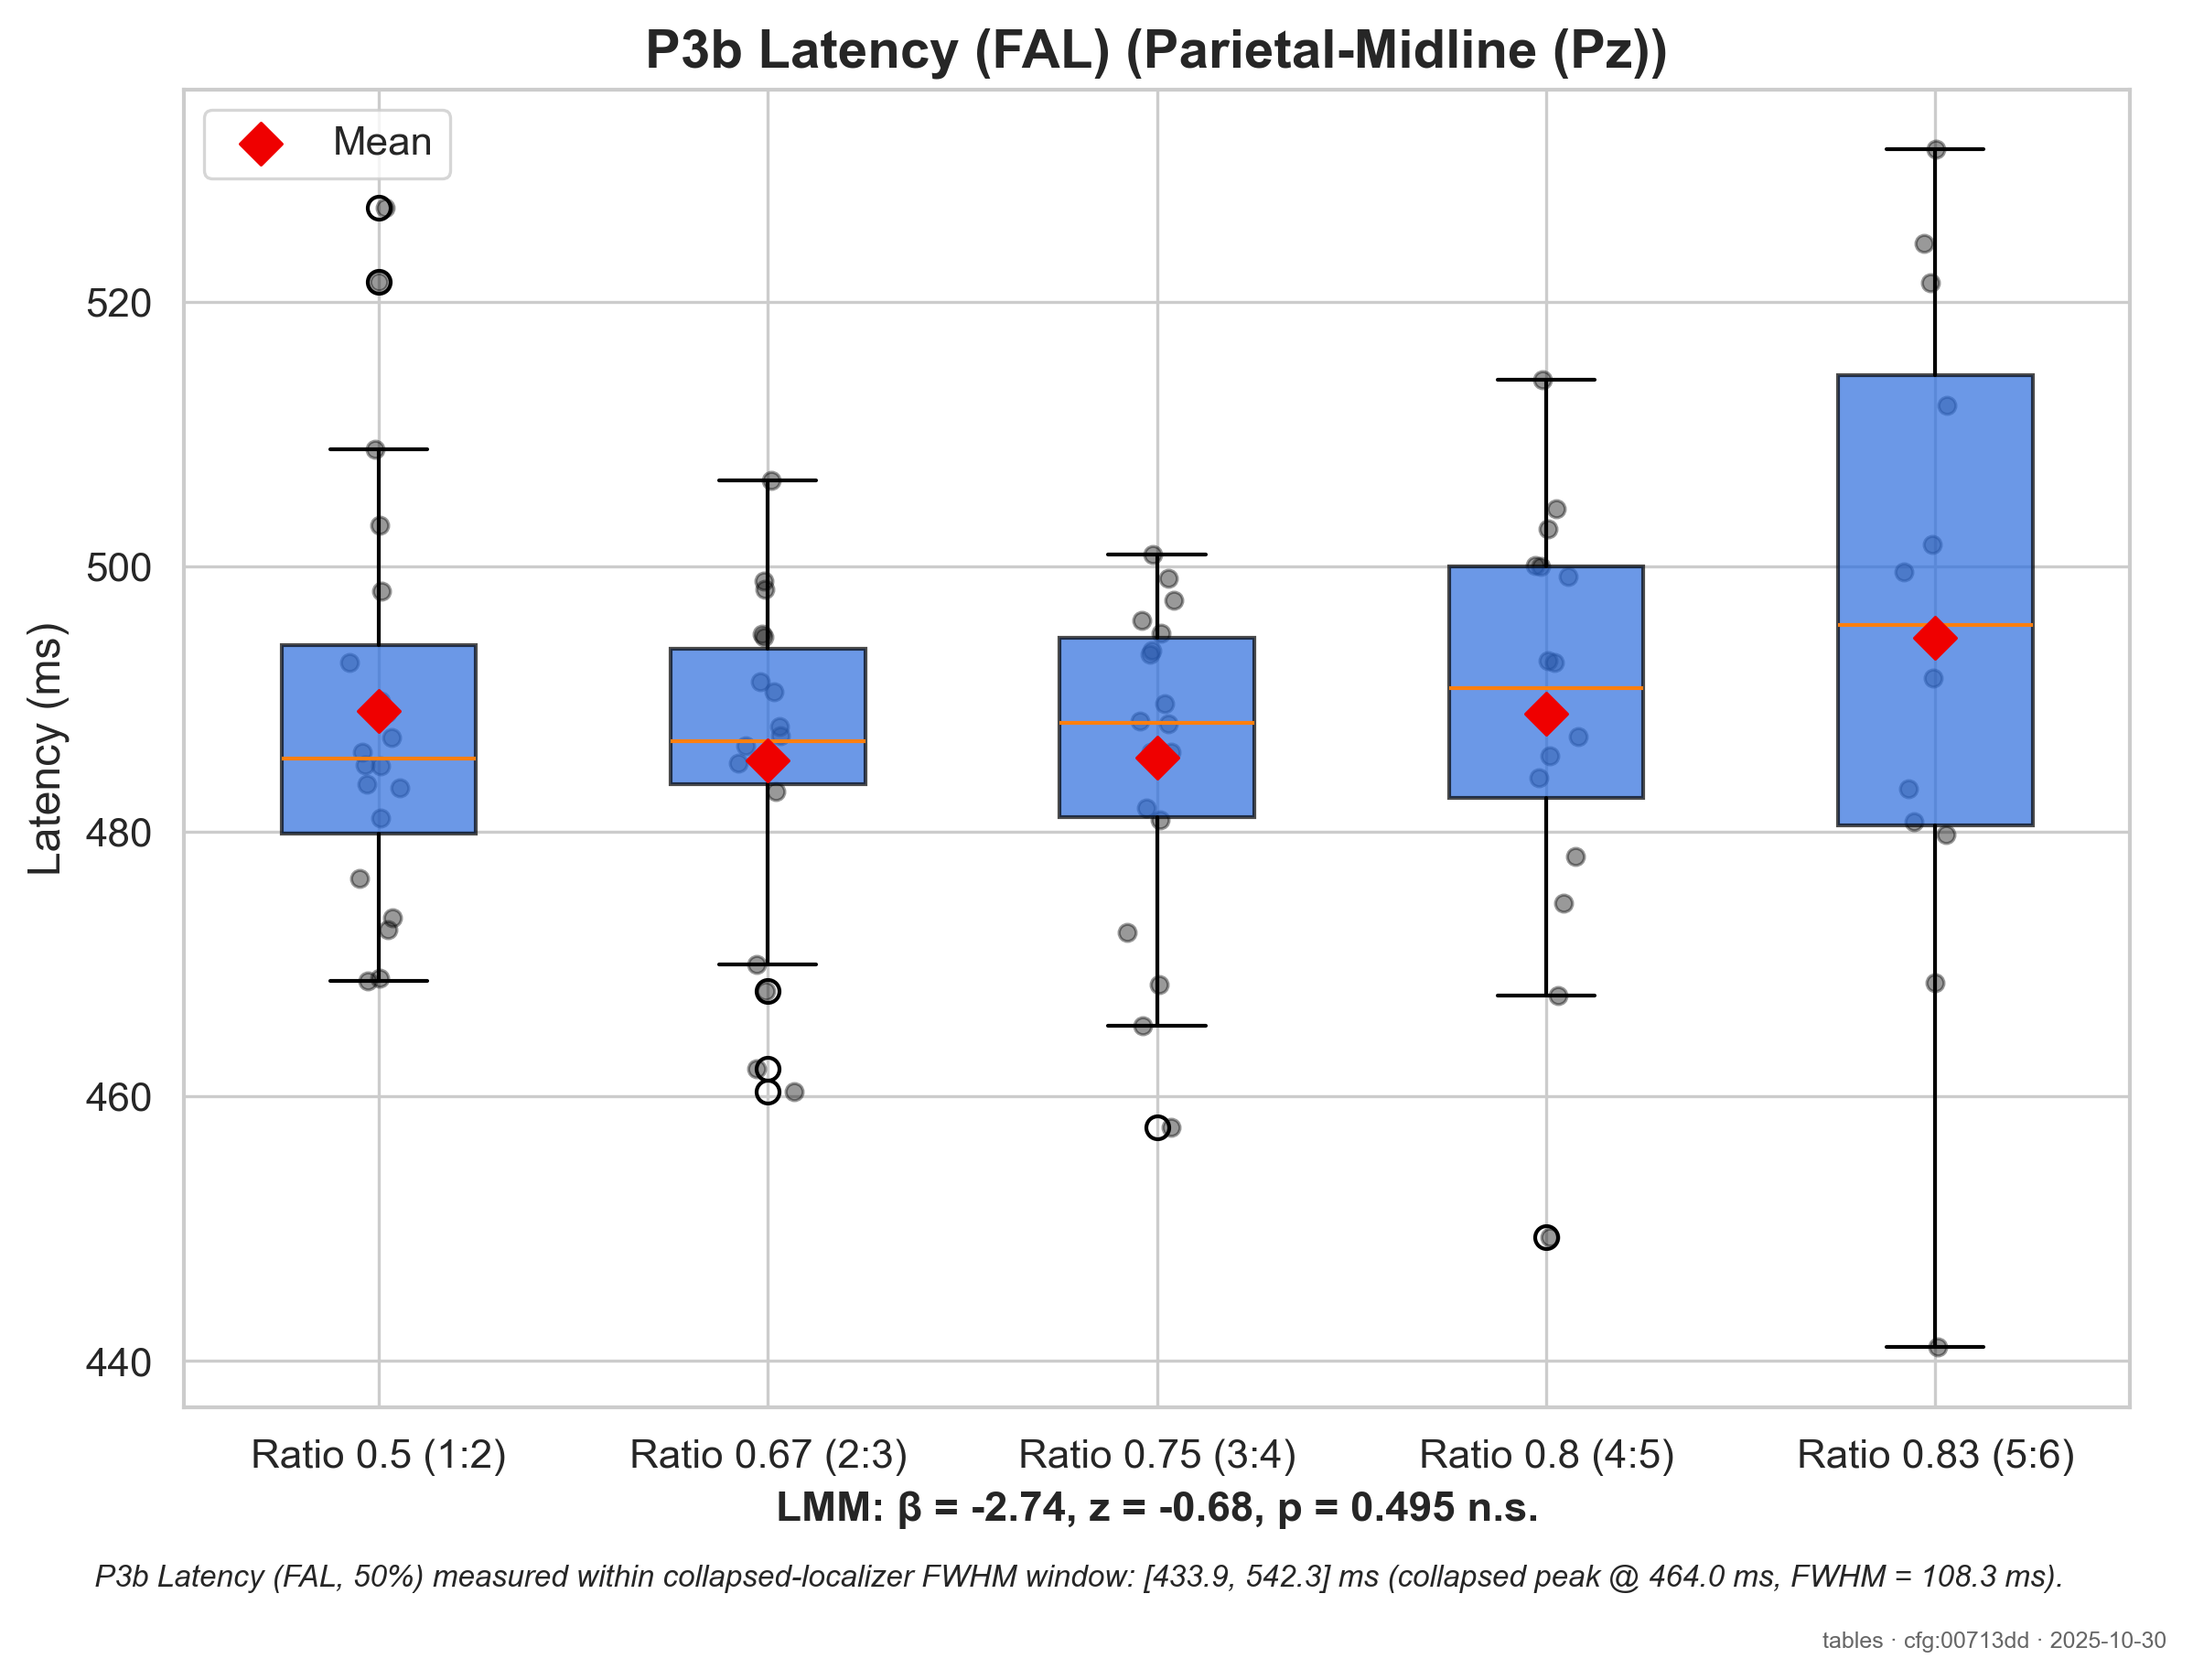 P3b Latency (FAL) (Parietal-Midline (Pz))
Mean
Latency (ms)
520
500
480
460
440
Ratio 0.5 (1:2)
Ratio 0.67 (2:3)
Ratio 0.75 (3:4)
Ratio 0.8 (4:5)
Ratio 0.83 (5:6)
LMM: β = -2.74, z = -0.68, p = 0.495 n.s.
P3b Latency (FAL, 50%) measured within collapsed-localizer FWHM window: [433.9, 542.3] ms (collapsed peak @ 464.0 ms, FWHM = 108.3 ms).
tables · cfg:00713dd · 2025-10-30